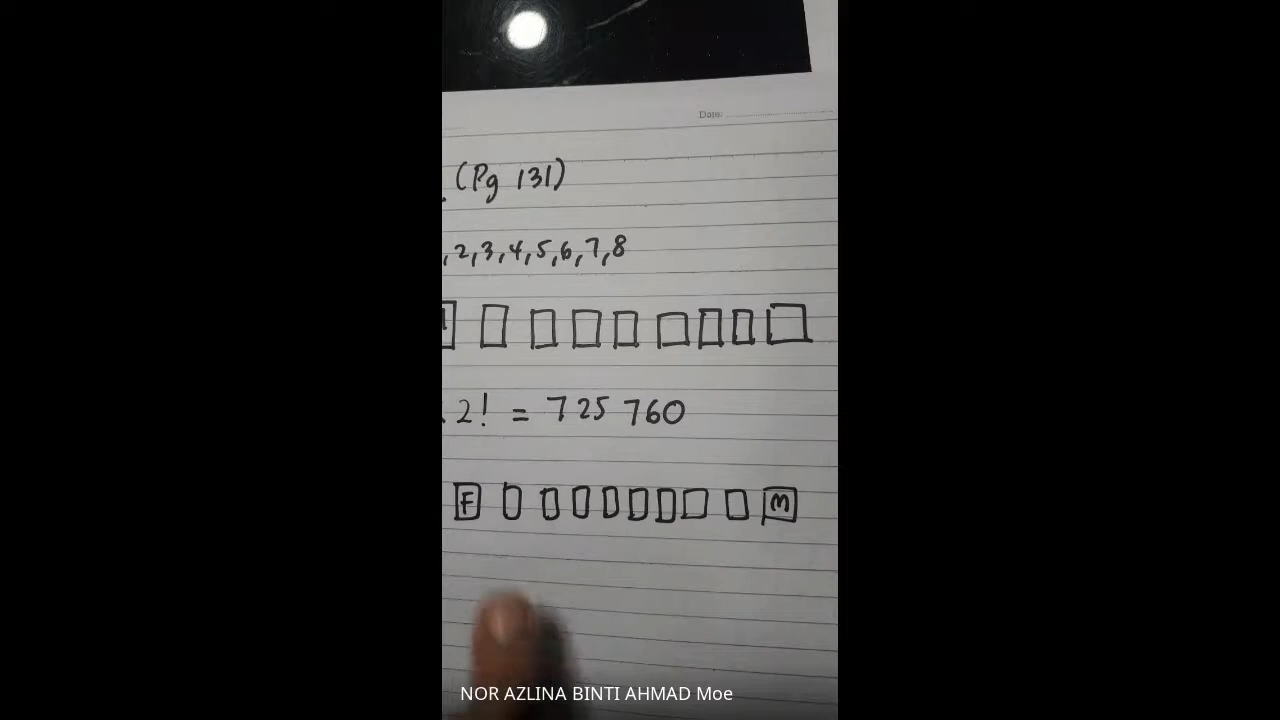 Date:
. (Pg 131)
,2,3,4,5,6,7,8
. 2! = 725 760
F M
NOR AZLINA BINTI AHMAD Moe